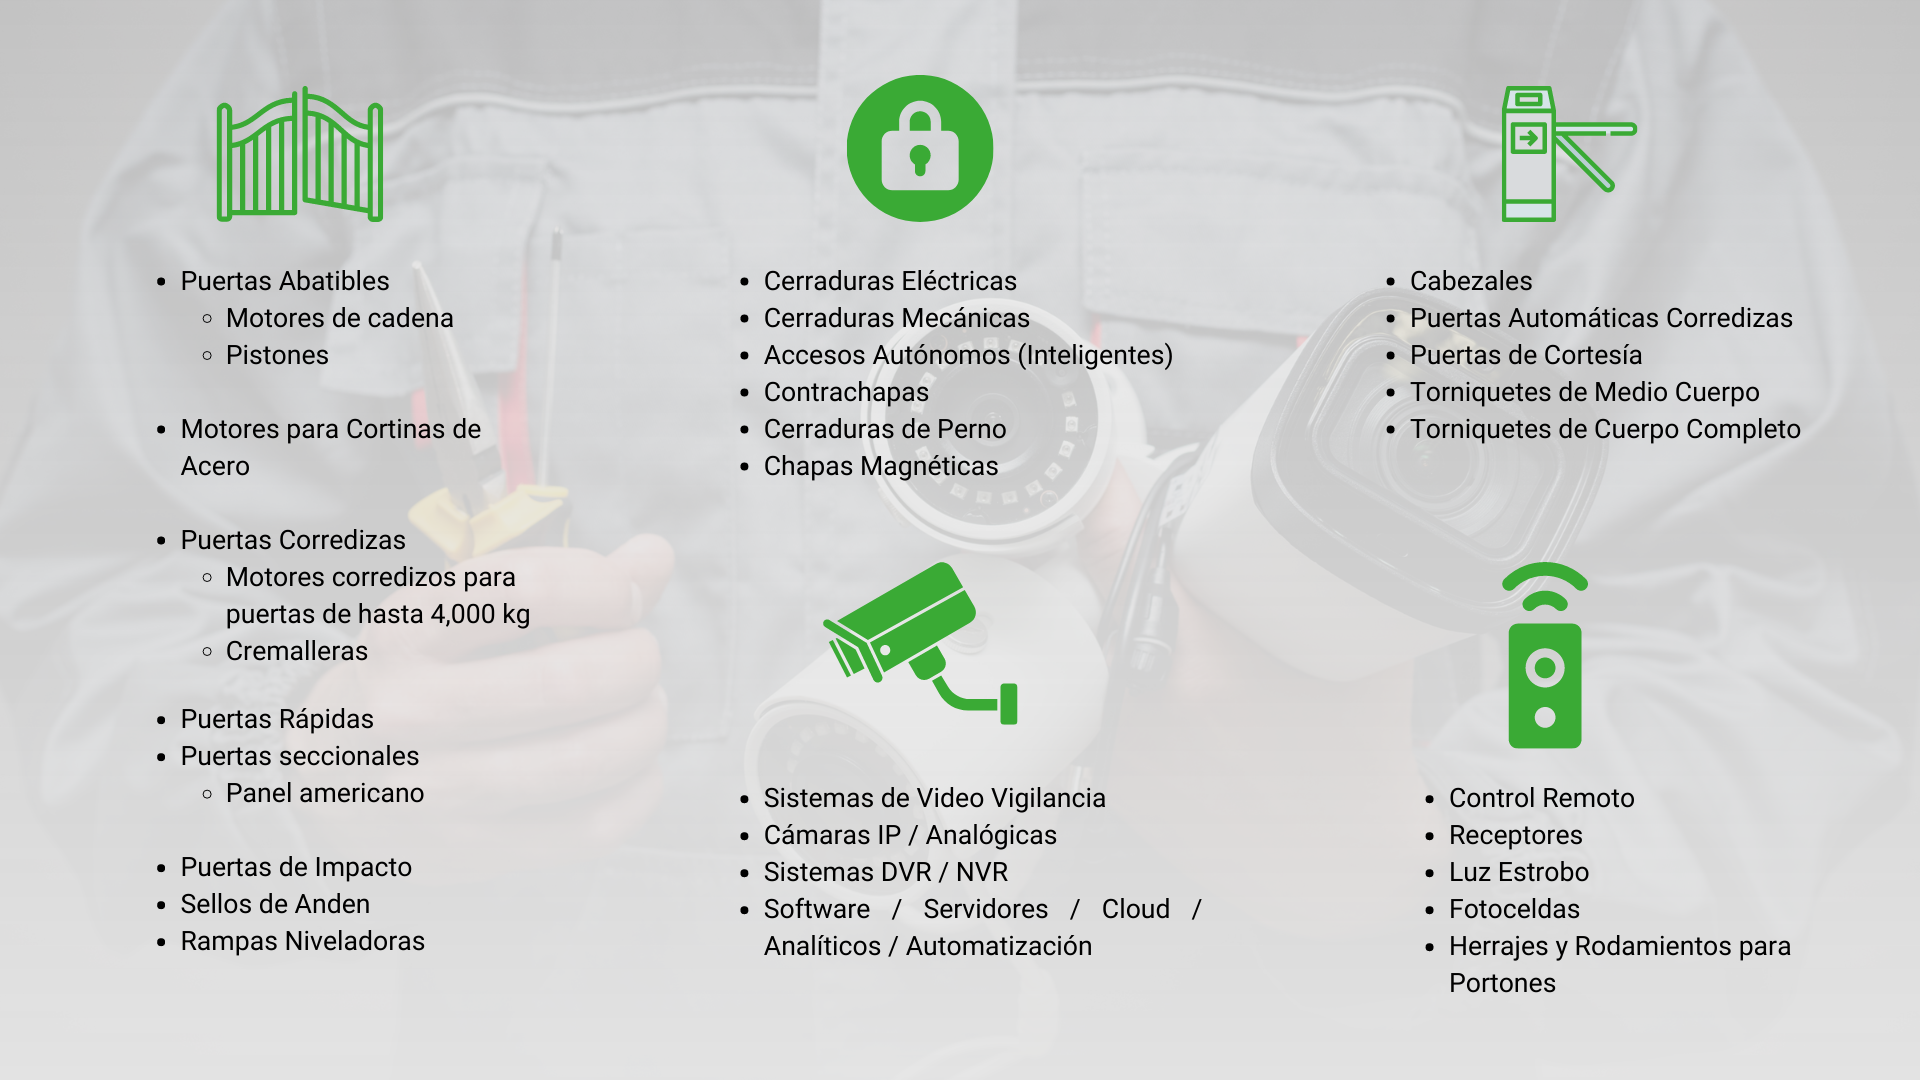 Puertas Abatibles
Motores de cadena
Pistones
Motores para Cortinas de
Acero
Puertas Corredizas
Motores corredizos para
puertas de hasta 4,000 kg
Cremalleras
Puertas Rápidas
Puertas seccionales
Panel americano
Puertas de Impacto
Sellos de Anden
Rampas Niveladoras
Cerraduras Eléctricas
Cerraduras Mecánicas
Accesos Autónomos (Inteligentes)
Contrachapas
Cerraduras de Perno
Chapas Magnéticas
Sistemas de Video Vigilancia
Cámaras IP / Analógicas
Sistemas DVR / NVR
Software / Servidores / Cloud /
Analíticos / Automatización
Cabezales
Puertas Automáticas Corredizas
Puertas de Cortesía
Torniquetes de Medio Cuerpo
Torniquetes de Cuerpo Completo
Control Remoto
Receptores
Luz Estrobo
Fotoceldas
Herrajes y Rodamientos para
Portones